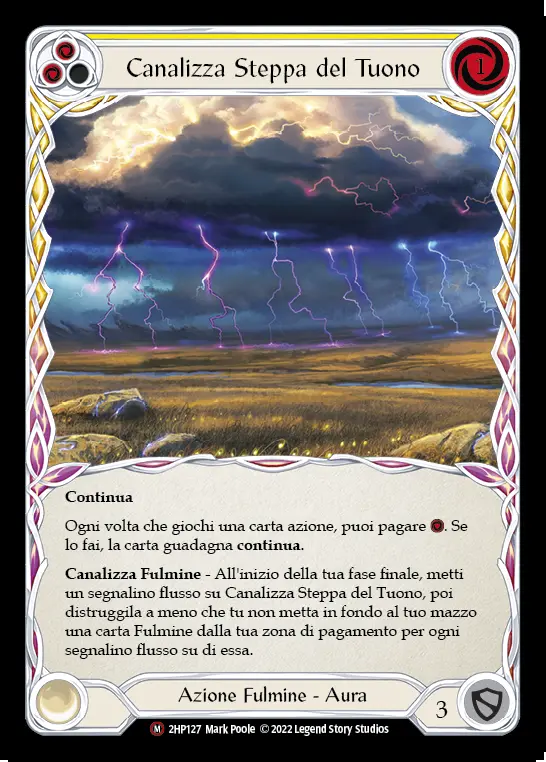 Canalizza Steppa del Tuono
1
Continua
Ogni volta che giochi una carta azione, puoi pagare . Se
lo fai, la carta guadagna continua.
Canalizza Fulmine - All'inizio della tua fase finale, metti
un segnalino flusso su Canalizza Steppa del Tuono, poi
distruggila a meno che tu non metta in fondo al tuo mazzo
una carta Fulmine dalla tua zona di pagamento per ogni
segnalino flusso su di essa.
Azione Fulmine - Aura
3
M 2HP127 Mark Poole © 2022 Legend Story Studios